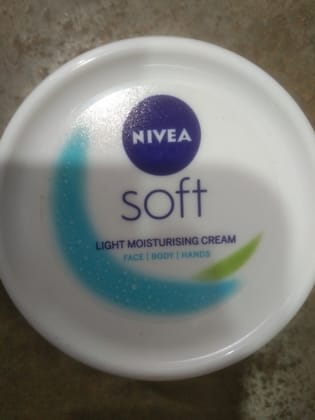 NIVEA
soft
LIGHT MOISTURISING CREAM
FACE | BODY | HANDS